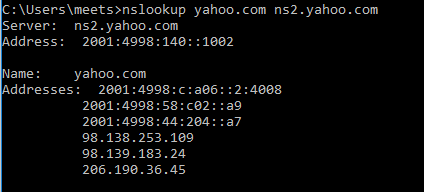 C:\Users\meets>nslookup yahoo.com ns2.yahoo.com
Server:  ns2.yahoo.com
Address:  2001:4998:140::1002
Name:    yahoo.com
Addresses:  2001:4998:c:a06::2:4008
2001:4998:58:c02::a9
2001:4998:44:204::a7
98.138.253.109
98.139.183.24
206.190.36.45